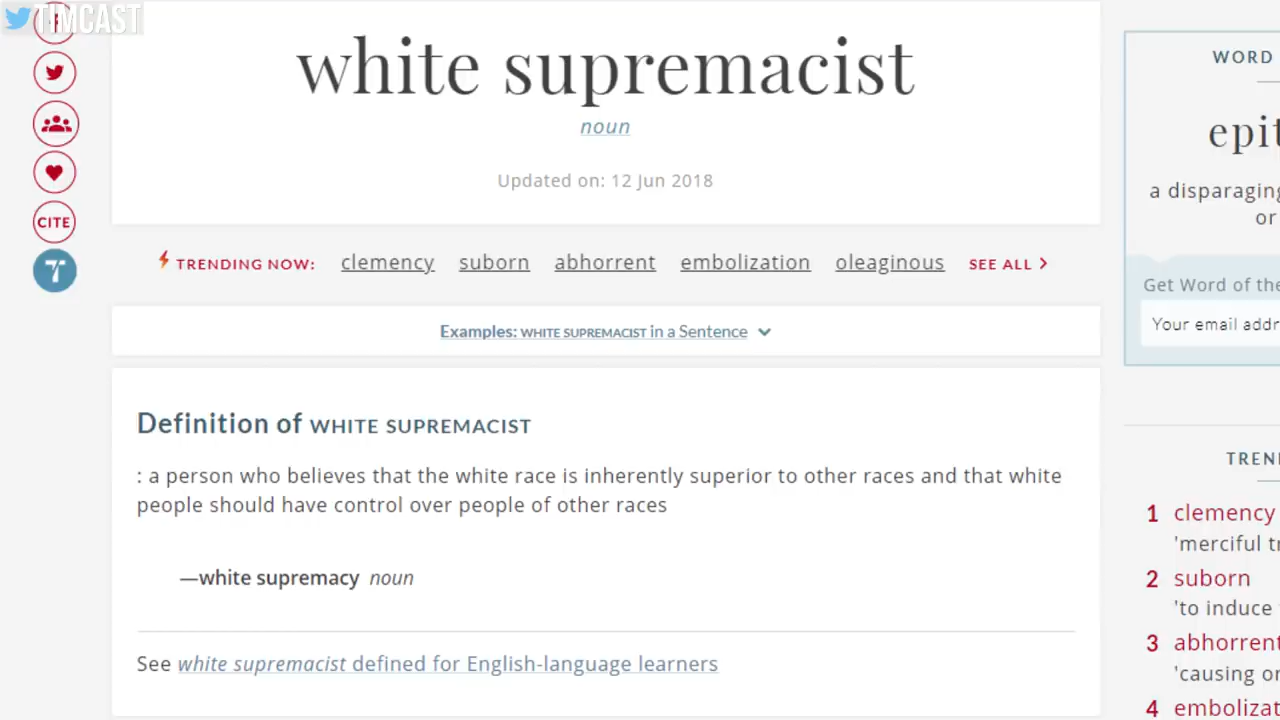 TIMCAST
white supremacist
noun
Updated on: 12 Jun 2018
TRENDING NOW: clemency suborn abhorrent embolization oleaginous SEE ALL
Examples: WHITE SUPREMACIST in a Sentence
CITE
Definition of WHITE SUPREMACIST
: a person who believes that the white race is inherently superior to other races and that white
people should have control over people of other races
—white supremacy noun
See white supremacist defined for English-language learners
WORD
epit
a disparaging
or
Get Word of the
Your email addr
TREN
1 clemency
'merciful tr
2 suborn
'to induce
3 abhorrent
'causing or
4 embolizat